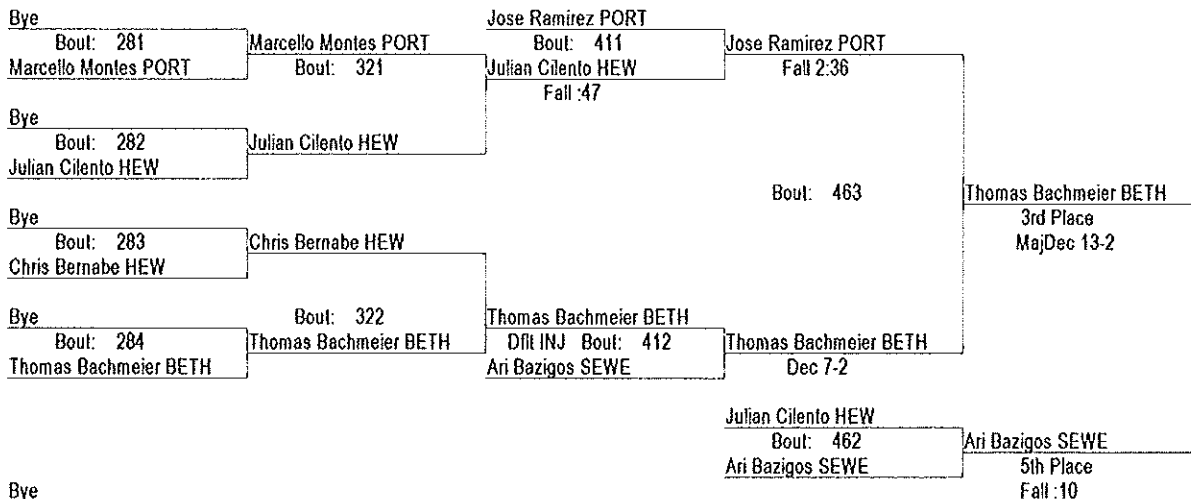 Bye
Bout: 281
Marcello Montes PORT
Bye
Bout: 282
Julian Cilento HEW
Bye
Bout: 283
Chris Bernabe HEW
Bye
Bout: 284
Thomas Bachmeier BETH
Bye
Marcello Montes PORT
Bout: 321
Julian Cilento HEW
Chris Bernabe HEW
Bout: 322
Thomas Bachmeier BETH
Jose Ramirez PORT
Bout: 411
Julian Cilento HEW
Fall :47
Thomas Bachmeier BETH
Dflt INJ Bout: 412
Ari Bazigos SEWE
Jose Ramirez PORT
Fall 2:36
Bout: 463
Thomas Bachmeier BETH
Dec 7-2
Julian Cilento HEW
Bout: 462
Ari Bazigos SEWE
Thomas Bachmeier BETH
3rd Place
MajDec 13-2
Ari Bazigos SEWE
5th Place
Fall :10